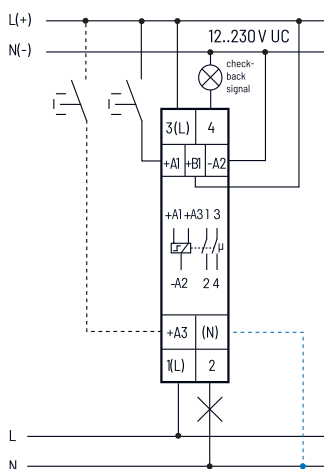 L(+)
N(-)
12..230 V UC
check-
back
signal
3(L) 4
+A1 +B1 -A2
+A1 +A3 1 3
μ
-A2 2 4
+A3 (N)
1(L) 2
L
N